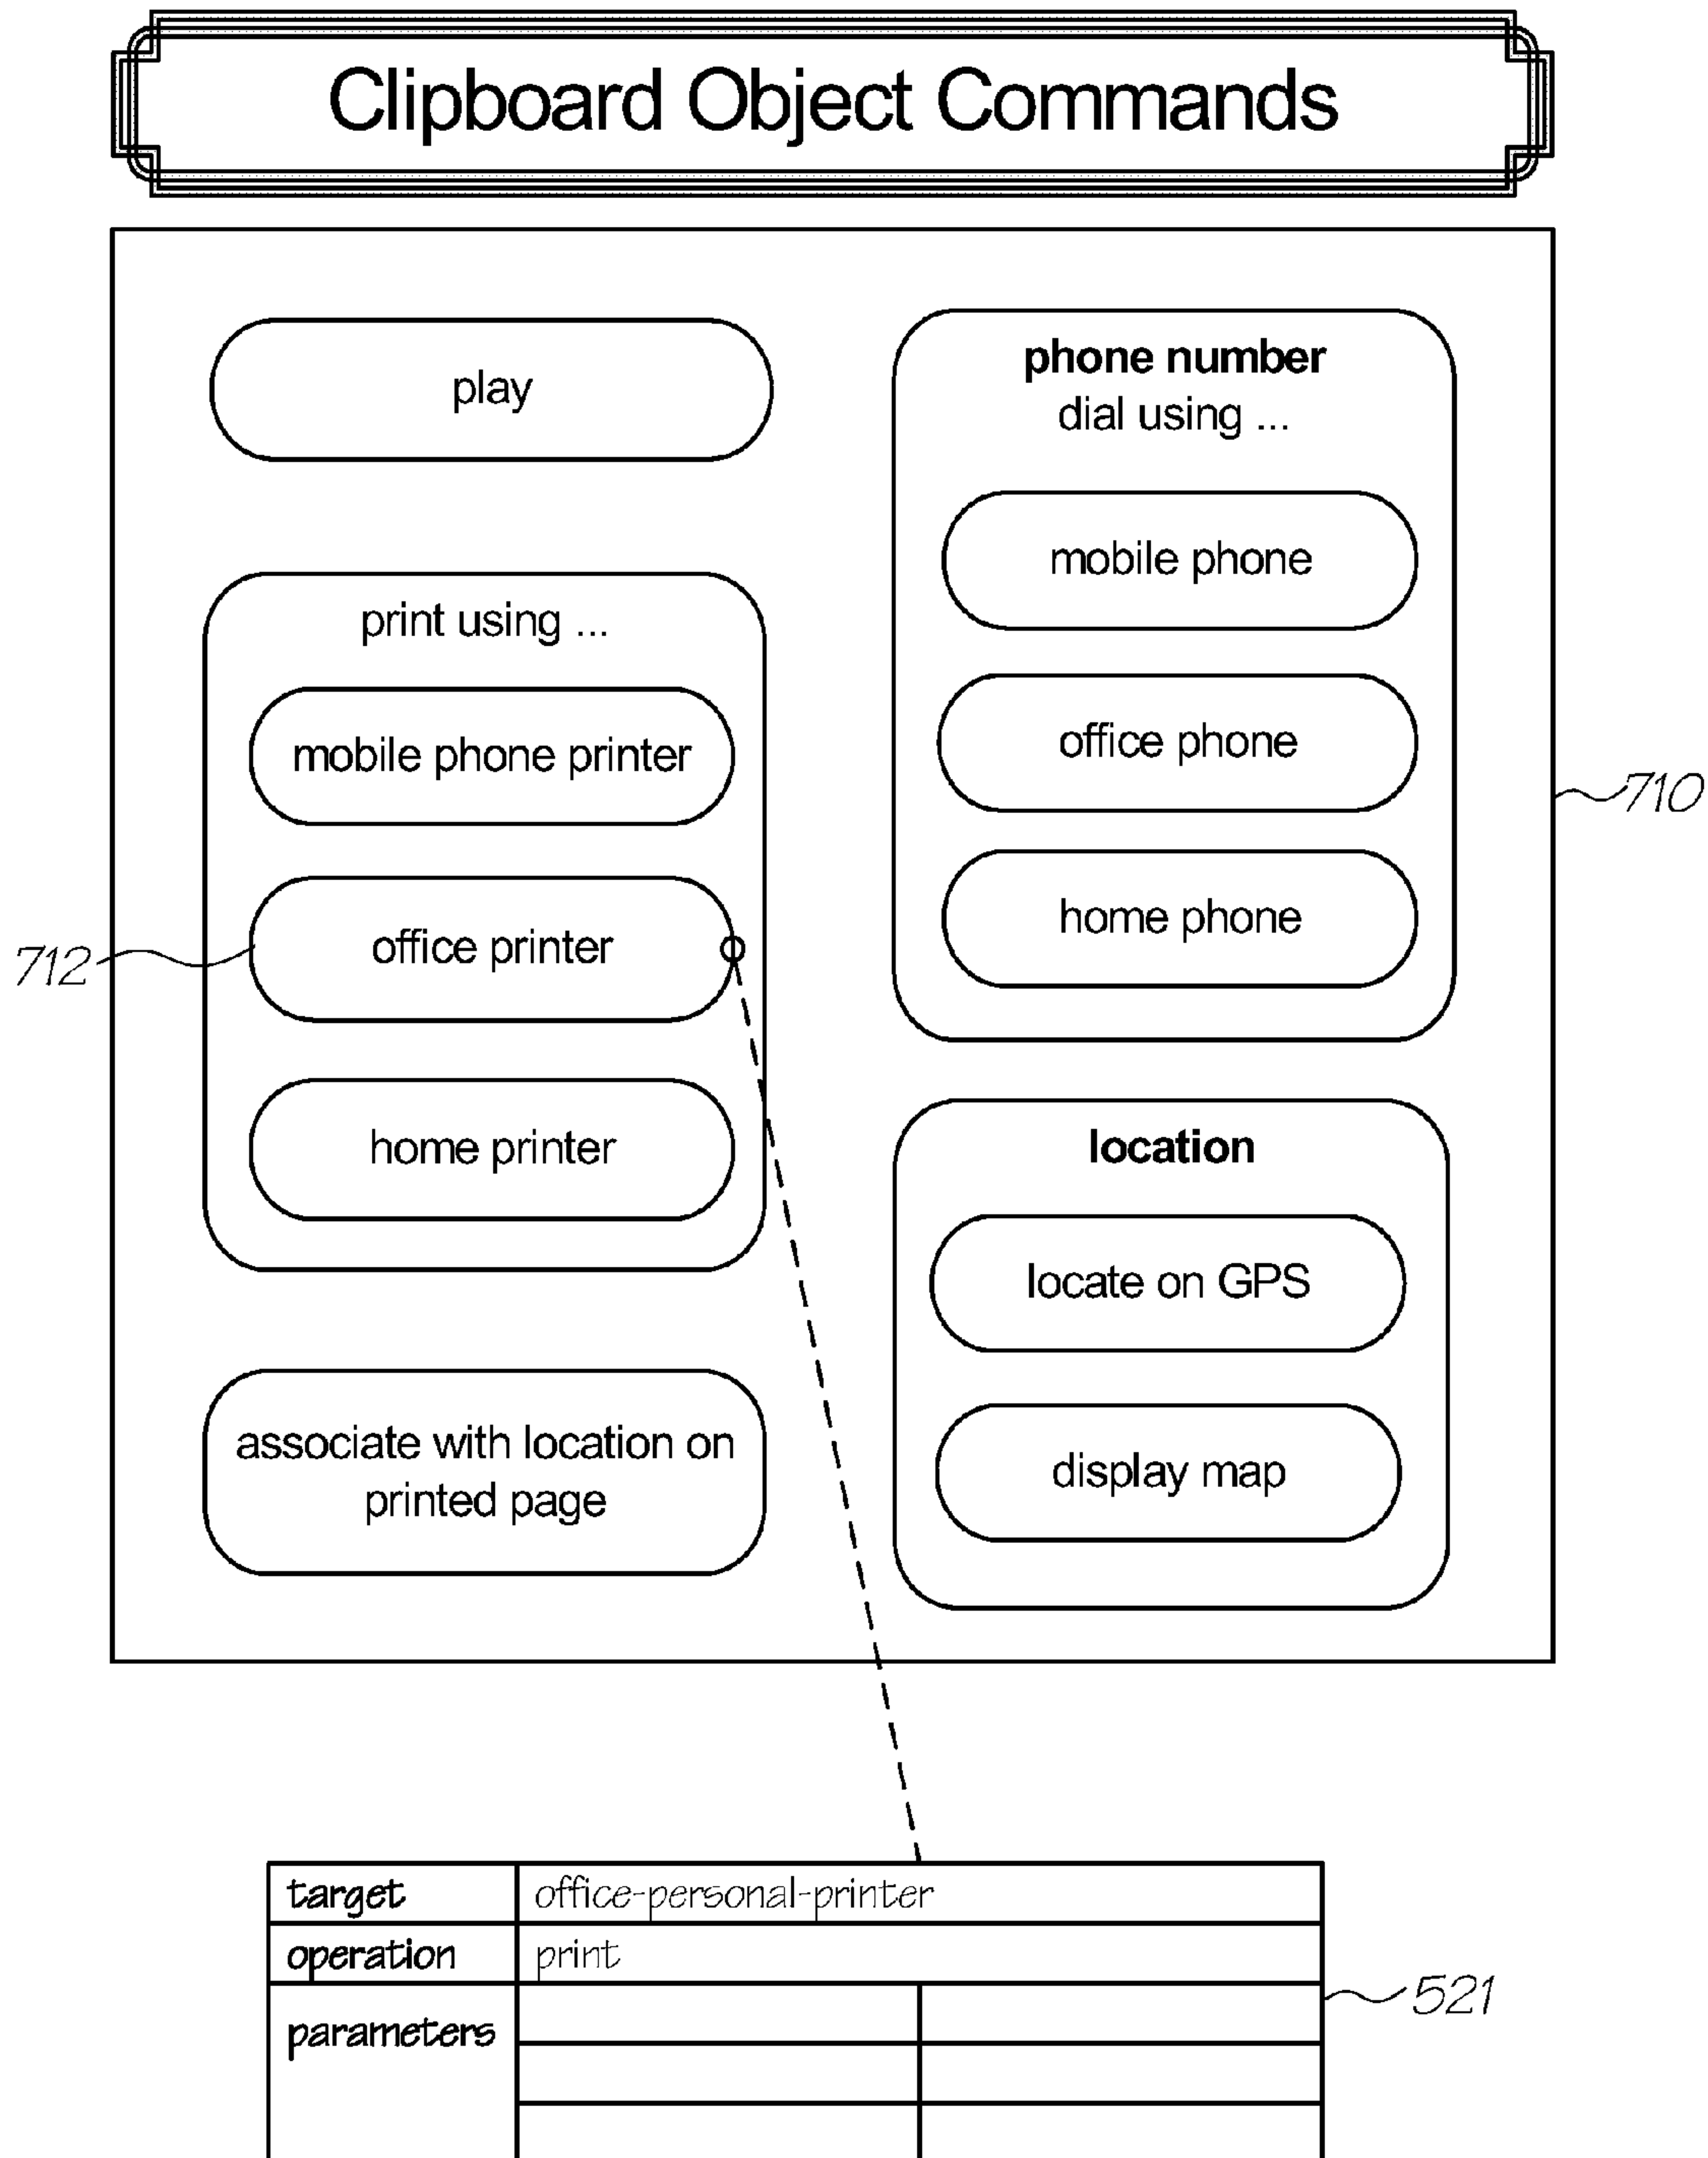 Clipboard Object Commands
play
print using ...
mobile phone printer
office printer
home printer
associate with location on
printed page
phone number
dial using ...
mobile phone
office phone
home phone
location
locate on GPS
display map
710
712
target office-personal-printer
operation print
parameters
521